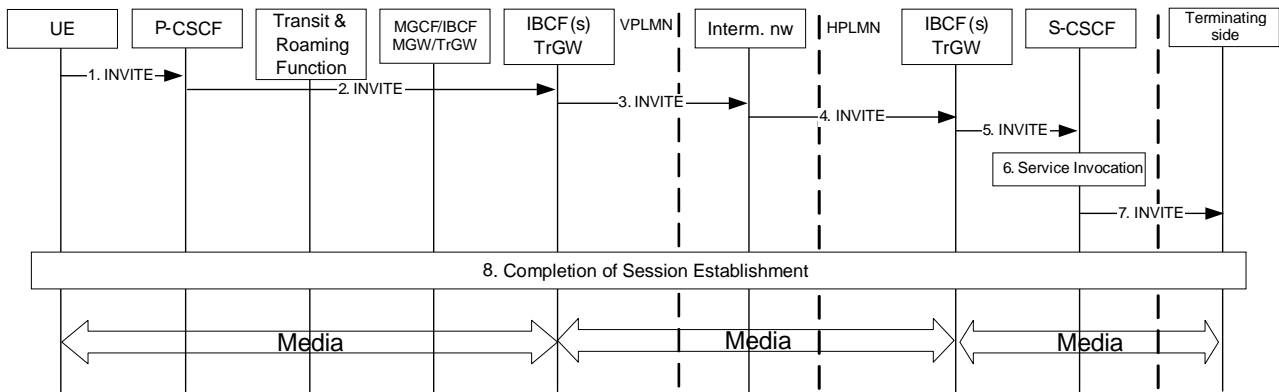 UE
P-CSCF
Transit &
Roaming
Function
MGCF/IBCF
MGW/TrGW
IBCF(s)
TrGW
VPLMN
Interm. nw
HPLMN
IBCF(s)
TrGW
S-CSCF
Terminating
side
1. INVITE
2. INVITE
3. INVITE
4. INVITE
5. INVITE
6. Service Invocation
7. INVITE
8. Completion of Session Establishment
Media
Media
Media